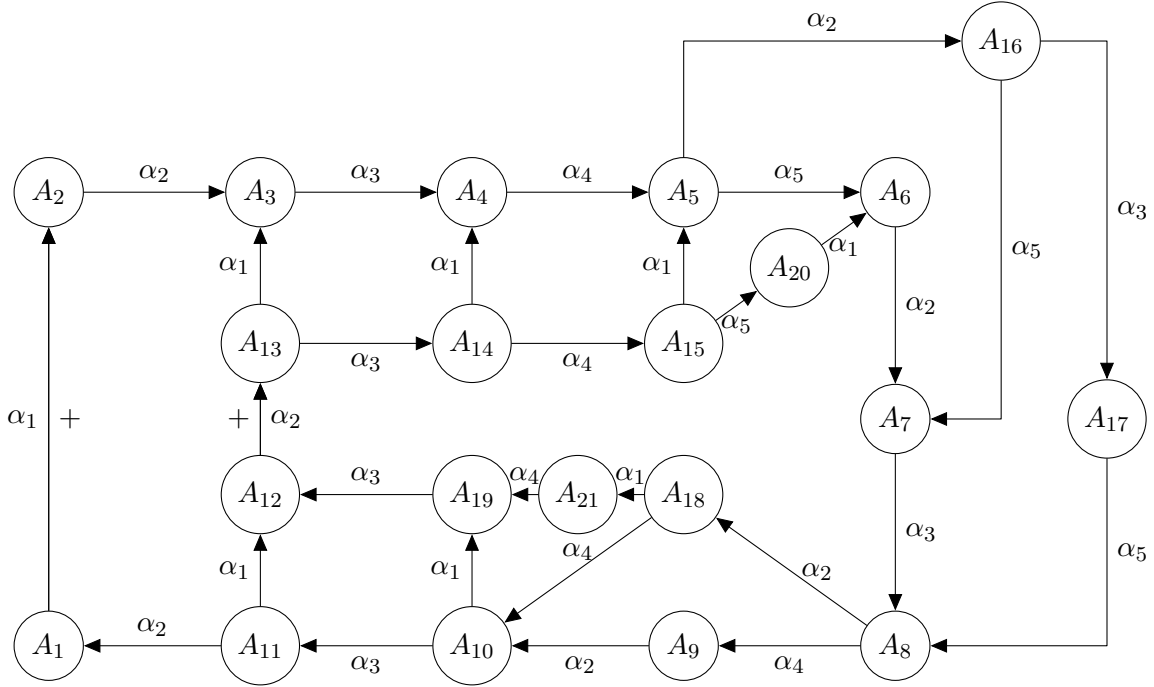 α₂
A₁₆
A₂
α₂
A₃
α₃
A₄
α₄
A₅
α₅
A₆
α₃
α₁
α₁
α₁
A₂₀
α₁
α₅
α₂
A₁₃
α₃
A₁₄
α₄
A₁₅
α₅
α₁
+
+
α₂
A₇
A₁₇
A₁₂
α₃
A₁₉
α₄
A₂₁
α₁
A₁₈
α₃
α₁
α₁
α₄
α₂
α₅
A₁
α₂
A₁₁
α₃
A₁₀
α₂
A₉
α₄
A₈